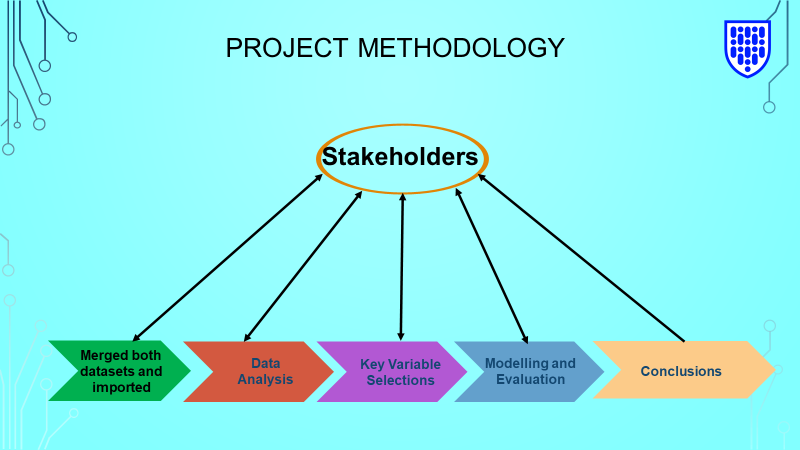 PROJECT METHODOLOGY
Stakeholders
Merged both
datasets and
imported
Data
Analysis
Key Variable
Selections
Modelling and
Evaluation
Conclusions